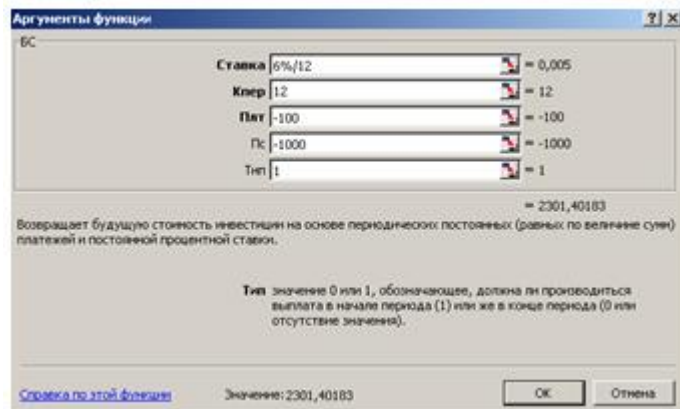 Аргументы функции
БС
Ставка 6%/12 = 0,005
Кпер 12 = 12
Плт -100 = -100
Пс -1000 = -1000
Тип 1 = 1
= 2301,40183
Возвращает будущую стоимость инвестиции на основе периодических постоянных (равных по величине сумм)
платежей и постоянной процентной ставки.
Тип значение 0 или 1, обозначающее, должна ли производиться
выплата в начале периода (1) или же в конце периода (0 или
отсутствие значения).
Справка по этой функции
Значение: 2301,40183
ОК
Отмена